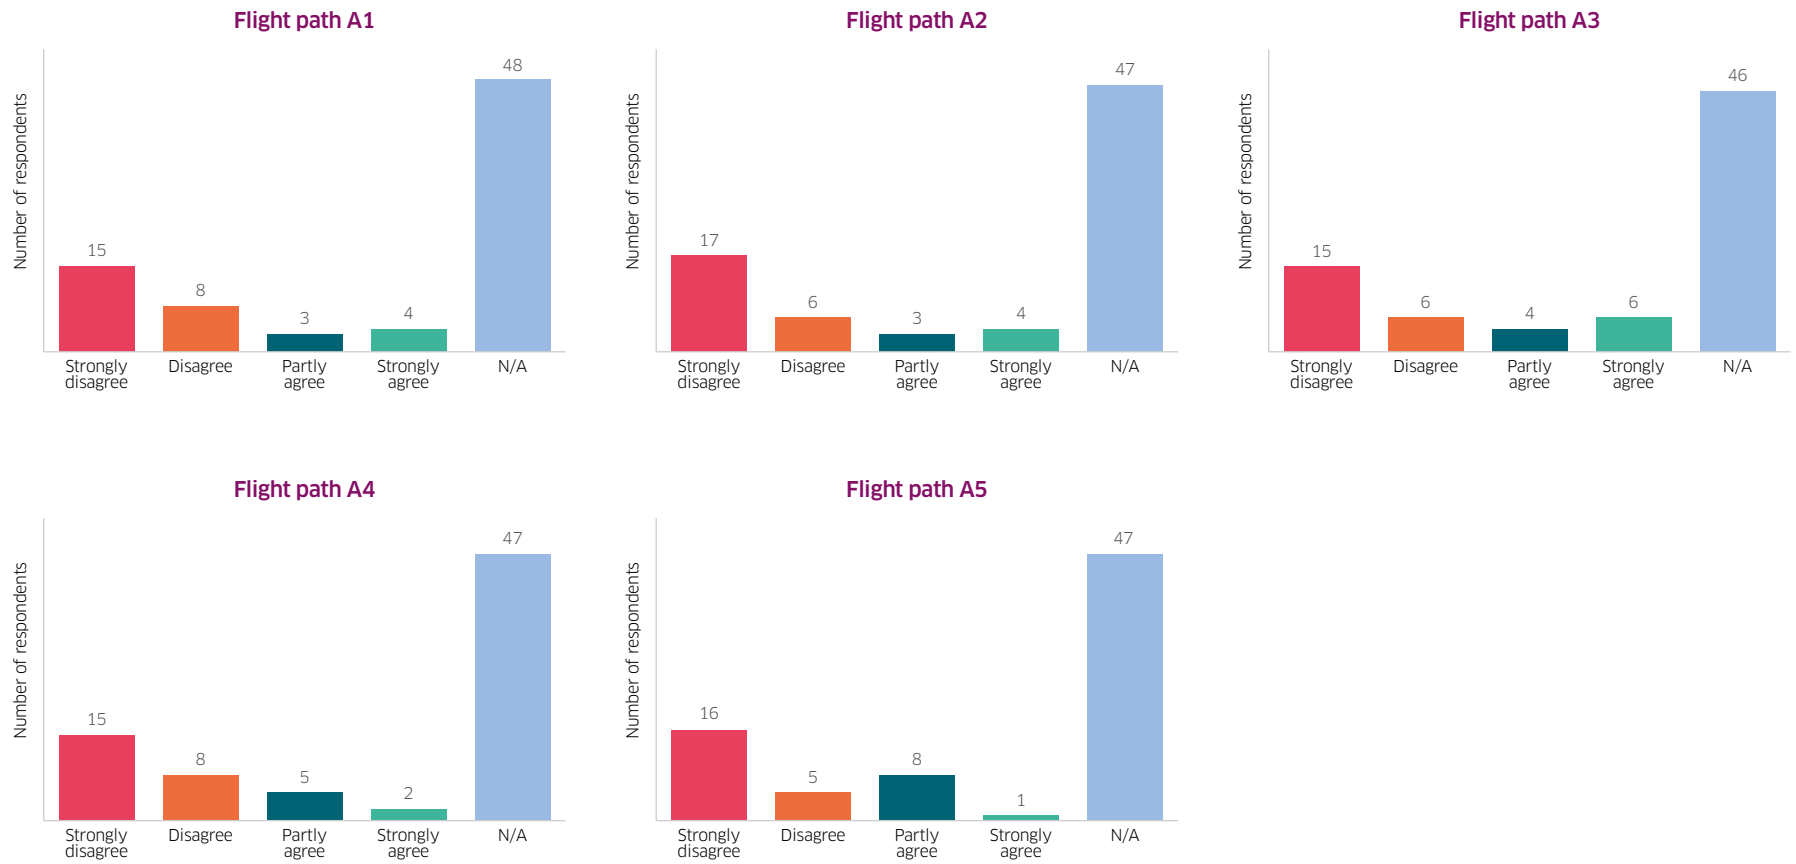 Flight path A1
Number of respondents
48
15
8
3
4
Strongly
disagree
Disagree
Partly
agree
Strongly
agree
N/A
Flight path A2
Number of respondents
47
17
6
3
4
Strongly
disagree
Disagree
Partly
agree
Strongly
agree
N/A
Flight path A3
Number of respondents
46
15
6
4
6
Strongly
disagree
Disagree
Partly
agree
Strongly
agree
N/A
Flight path A4
Number of respondents
47
15
8
5
2
Strongly
disagree
Disagree
Partly
agree
Strongly
agree
N/A
Flight path A5
Number of respondents
47
16
5
8
1
Strongly
disagree
Disagree
Partly
agree
Strongly
agree
N/A